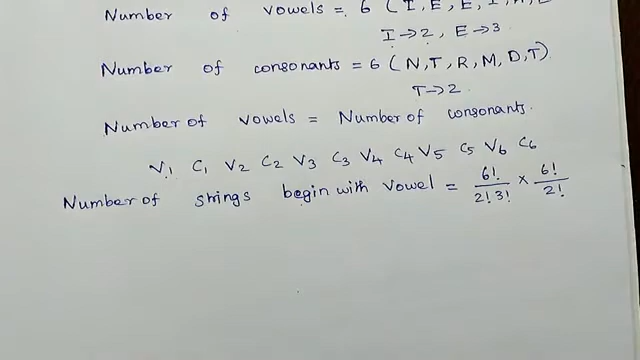 Number of vowels = 6 ( I, E, E, I, A, E
I → 2, E → 3
Number of consonants = 6 ( N, T, R, M, D, T)
T → 2
Number of vowels = Number of consonants.
V1 C1 V2 C2 V3 C3 V4 C4 V5 C5 V6 C6
Number of strings begin with vowel = 6!/2! 3! × 6!/2!